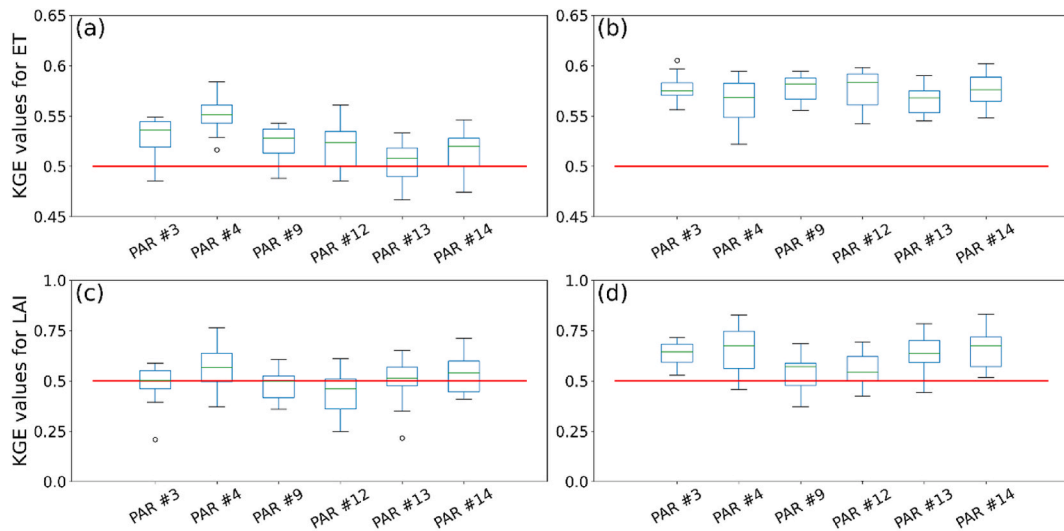 KGE values for ET
0.65
0.6
0.55
0.5
0.45
(a)
PAR #3 PAR #4 PAR #9 PAR #12 PAR #13 PAR #14
0.65
0.6
0.55
0.5
0.45
(b)
PAR #3 PAR #4 PAR #9 PAR #12 PAR #13 PAR #14
KGE values for LAI
1.0
0.75
0.5
0.25
0.0
(c)
PAR #3 PAR #4 PAR #9 PAR #12 PAR #13 PAR #14
1.0
0.75
0.5
0.25
0.0
(d)
PAR #3 PAR #4 PAR #9 PAR #12 PAR #13 PAR #14